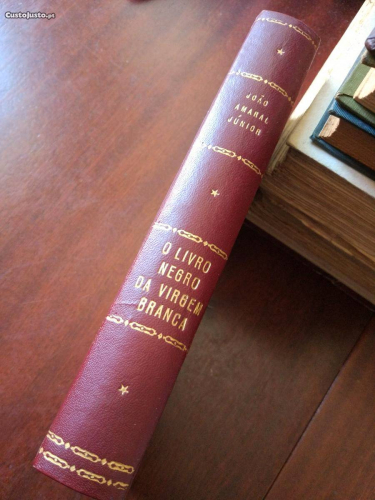 CustoJusto.pt
JOÃO
AMARAL
JÚNIOR
O LIVRO
NEGRO
DA VIRGEM
BRANCA